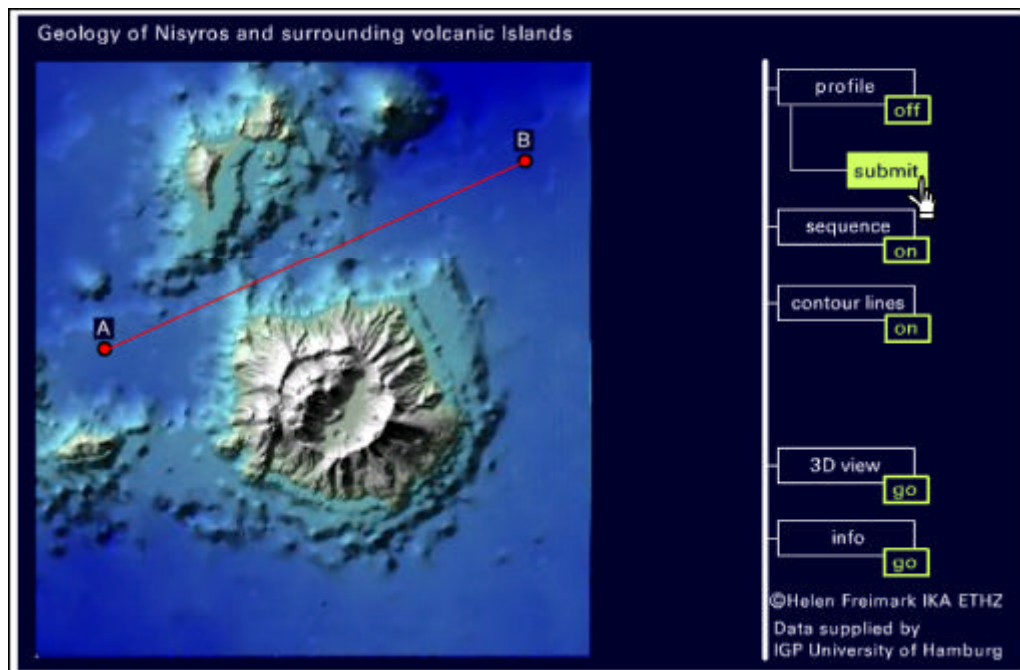 Geology of Nisyros and surrounding volcanic Islands
B
A
profile
off
submit
sequence
on
contour lines
on
3D view
go
info
go
©Helen Freimark IKA ETHZ
Data supplied by
IGP University of Hamburg